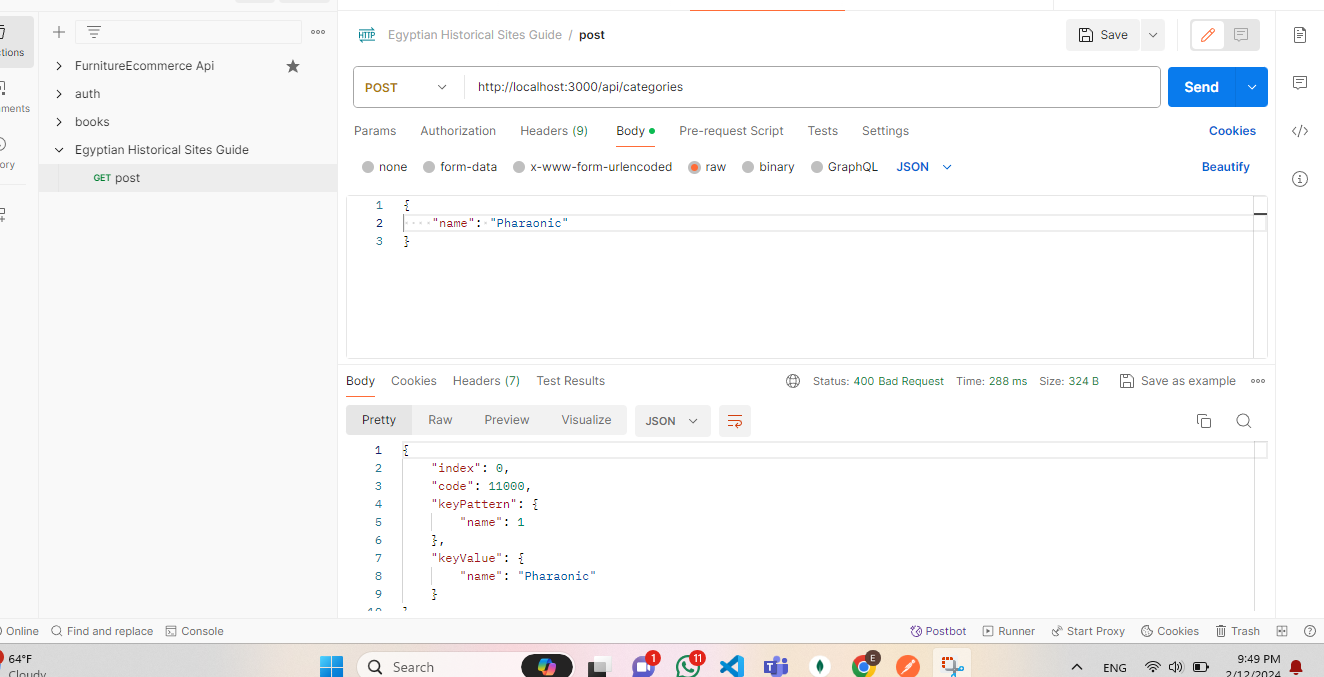 Egyptian Historical Sites Guide / post
Save
FurnitureEcommerce Api
auth
books
Egyptian Historical Sites Guide
GET post
POST
http://localhost:3000/api/categories
Send
Params Authorization Headers (9) Body Pre-request Script Tests Settings Cookies
none form-data x-www-form-urlencoded raw binary GraphQL JSON Beautify
1 {
2 "name": "Pharaonic"
3 }
Body Cookies Headers (7) Test Results Status: 400 Bad Request Time: 288 ms Size: 324 B Save as example
Pretty Raw Preview Visualize JSON
1 {
2 "index": 0,
3 "code": 11000,
4 "keyPattern": {
5 "name": 1
6 },
7 "keyValue": {
8 "name": "Pharaonic"
9 }
Online Find and replace Console Postbot Runner Start Proxy Cookies Trash
64°F
Cloudy
Search
1
11
E
ENG
9:49 PM
2/12/2024